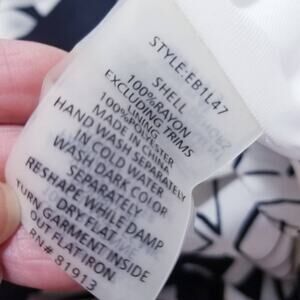 STYLE:EB1L47
SHELL
100%RAYON
EXCLUDING TRIMS
LINING
100%POLYESTER
MADE IN
HAND WASH SEPARATELY
IN COLD WATER
WASH DARK COLOR
SEPARATELY
RESHAPE WHILE DAMP
DRY FLAT
TURN GARMENT INSIDE
OUT FLAT IRON
RN# 81913